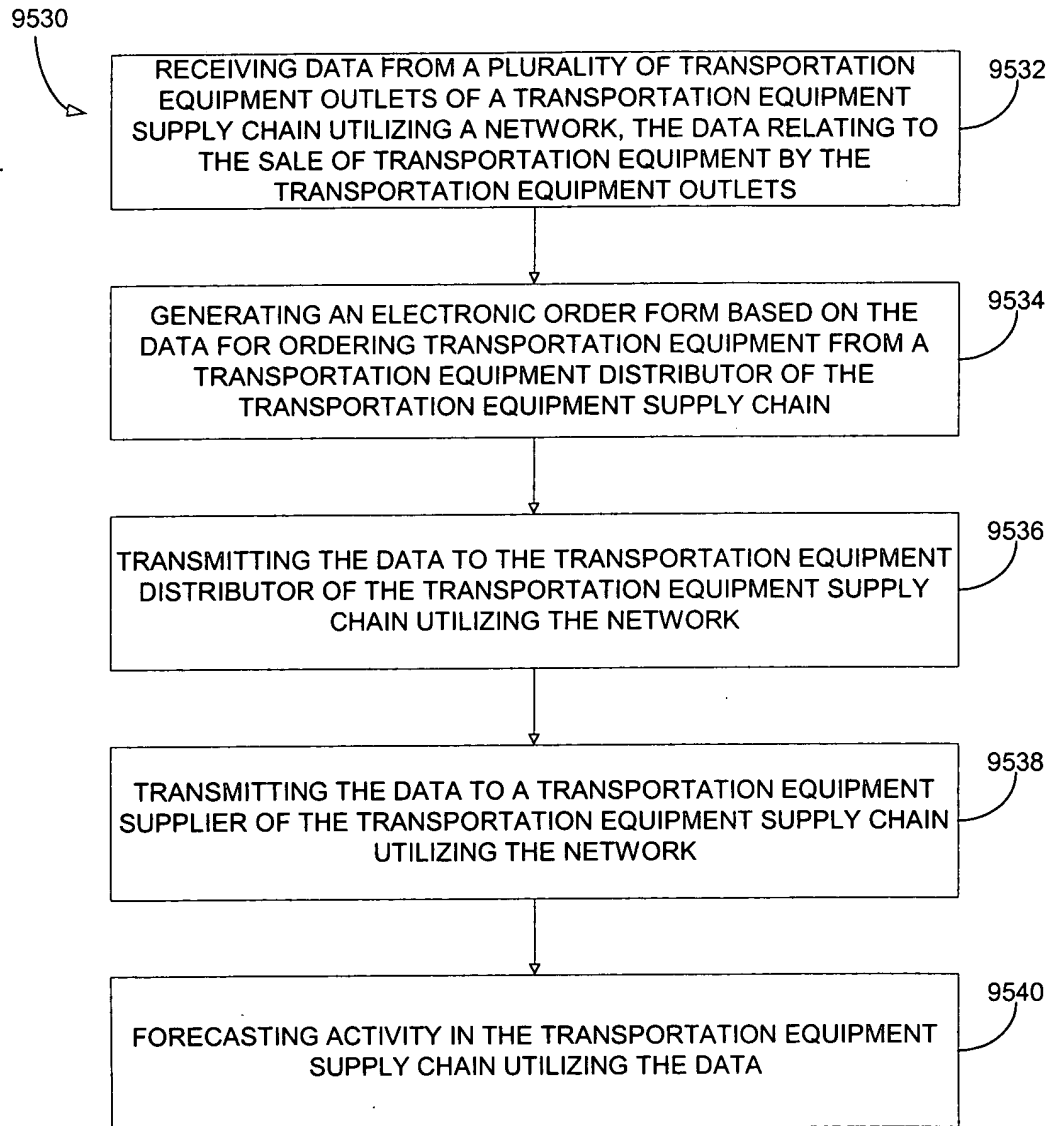 9530
RECEIVING DATA FROM A PLURALITY OF TRANSPORTATION
EQUIPMENT OUTLETS OF A TRANSPORTATION EQUIPMENT
SUPPLY CHAIN UTILIZING A NETWORK, THE DATA RELATING TO
THE SALE OF TRANSPORTATION EQUIPMENT BY THE
TRANSPORTATION EQUIPMENT OUTLETS
9532
GENERATING AN ELECTRONIC ORDER FORM BASED ON THE
DATA FOR ORDERING TRANSPORTATION EQUIPMENT FROM A
TRANSPORTATION EQUIPMENT DISTRIBUTOR OF THE
TRANSPORTATION EQUIPMENT SUPPLY CHAIN
9534
TRANSMITTING THE DATA TO THE TRANSPORTATION EQUIPMENT
DISTRIBUTOR OF THE TRANSPORTATION EQUIPMENT SUPPLY
CHAIN UTILIZING THE NETWORK
9536
TRANSMITTING THE DATA TO A TRANSPORTATION EQUIPMENT
SUPPLIER OF THE TRANSPORTATION EQUIPMENT SUPPLY CHAIN
UTILIZING THE NETWORK
9538
FORECASTING ACTIVITY IN THE TRANSPORTATION EQUIPMENT
SUPPLY CHAIN UTILIZING THE DATA
9540